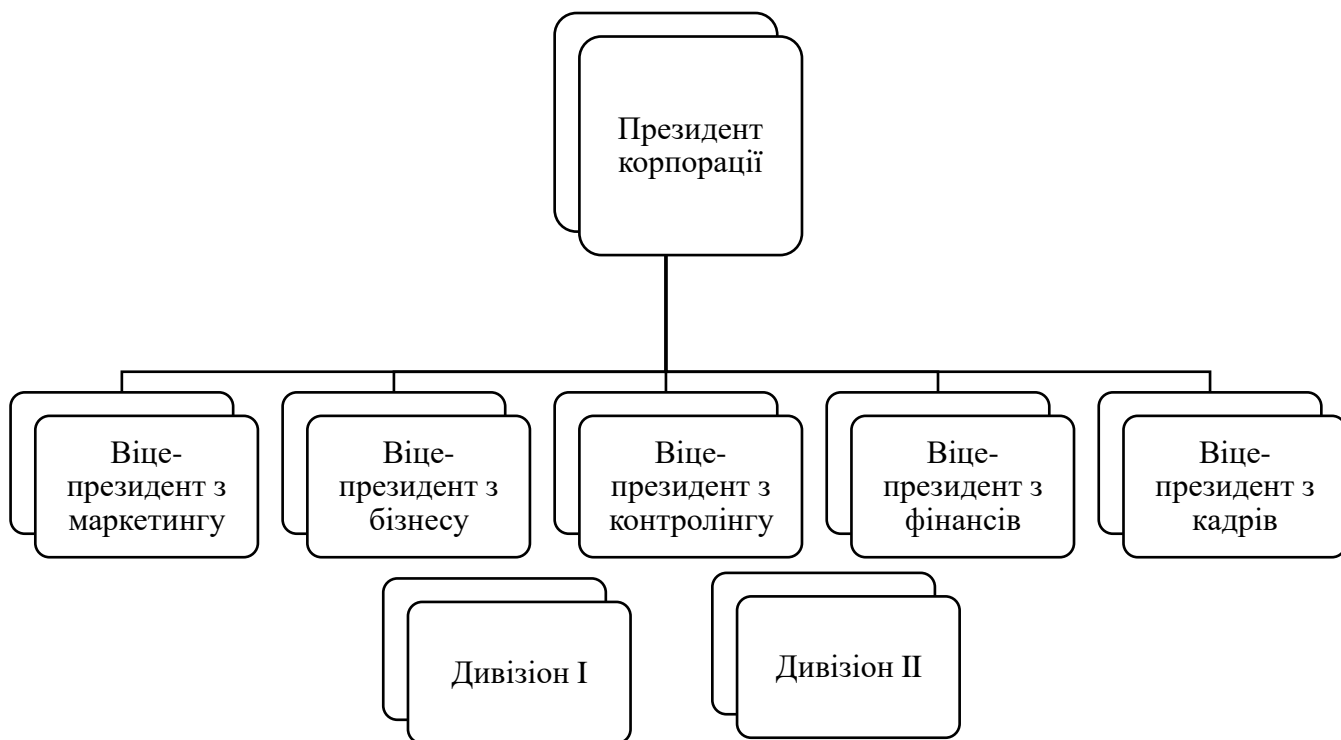 Президент
корпорації
Віце-
президент з
маркетингу
Віце-
президент з
бізнесу
Віце-
президент з
контролінгу
Віце-
президент з
фінансів
Віце-
президент з
кадрів
Дивізіон І
Дивізіон ІІ